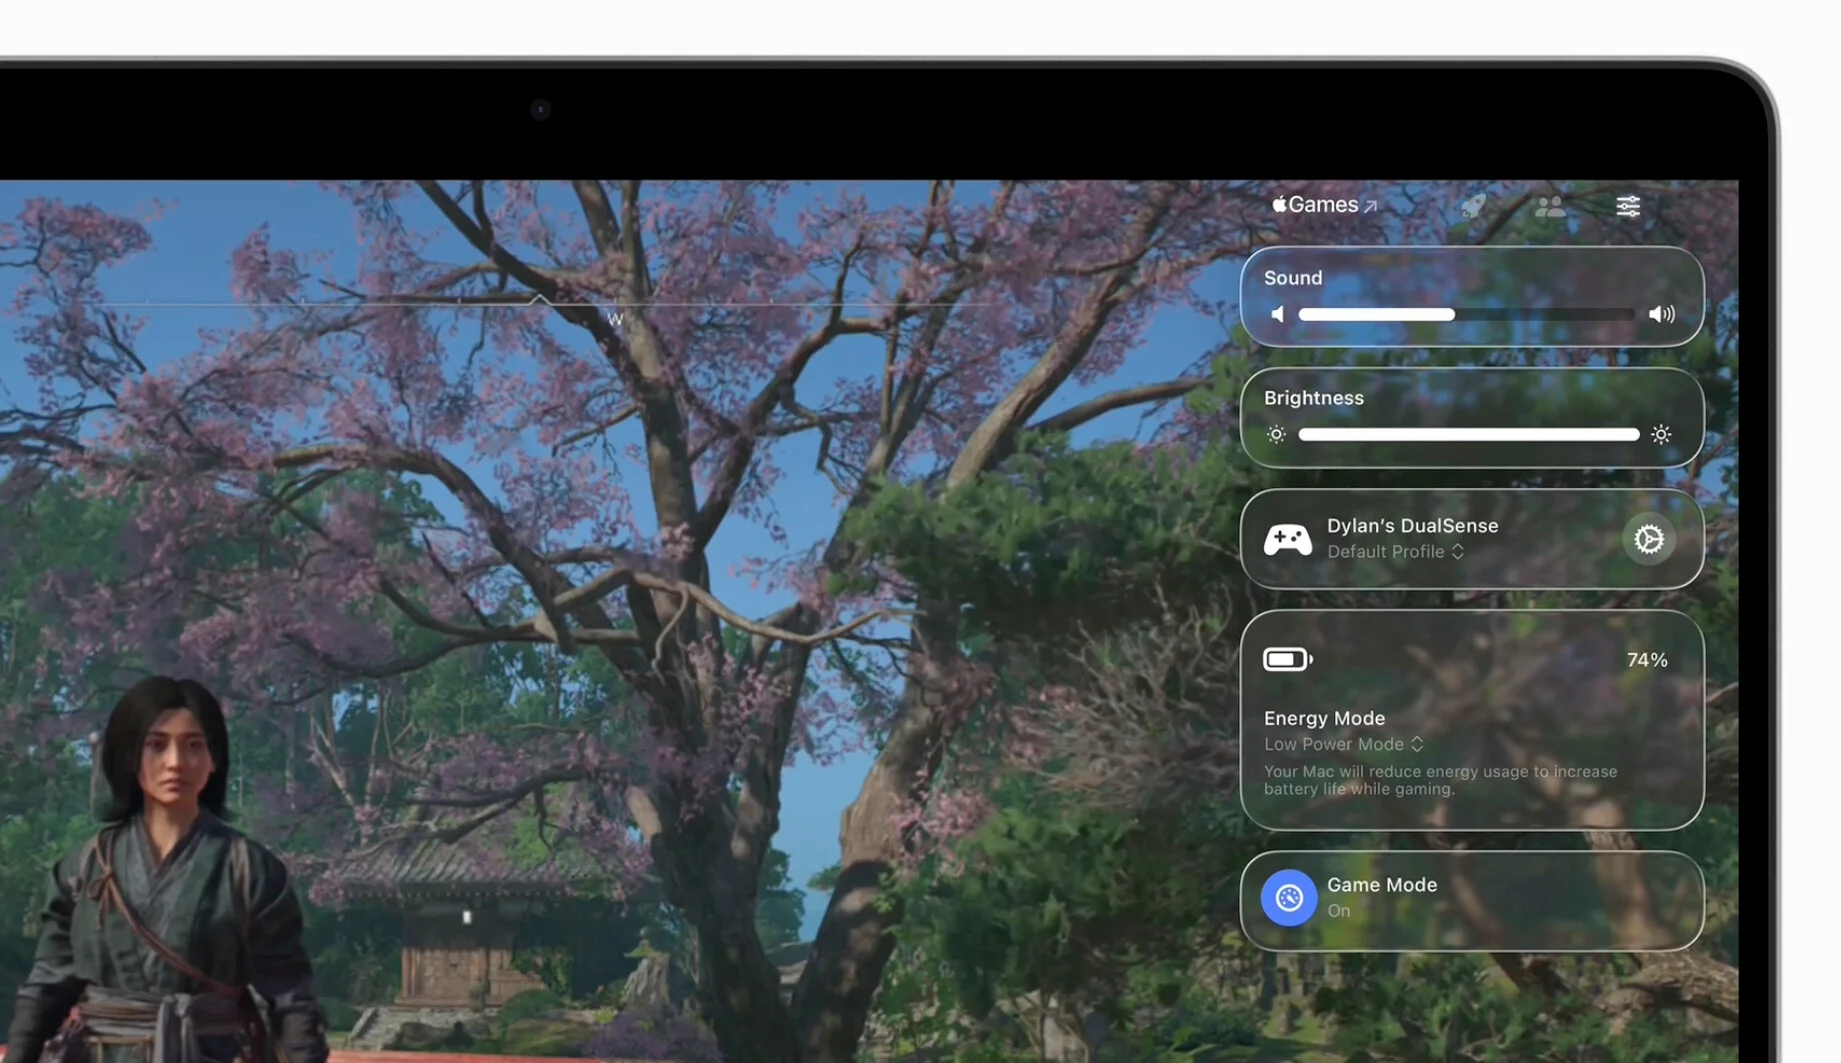 Games
Sound
W
Brightness
Dylan's DualSense
Default Profile
74%
Energy Mode
Low Power Mode
Your Mac will reduce energy usage to increase
battery life while gaming.
Game Mode
On